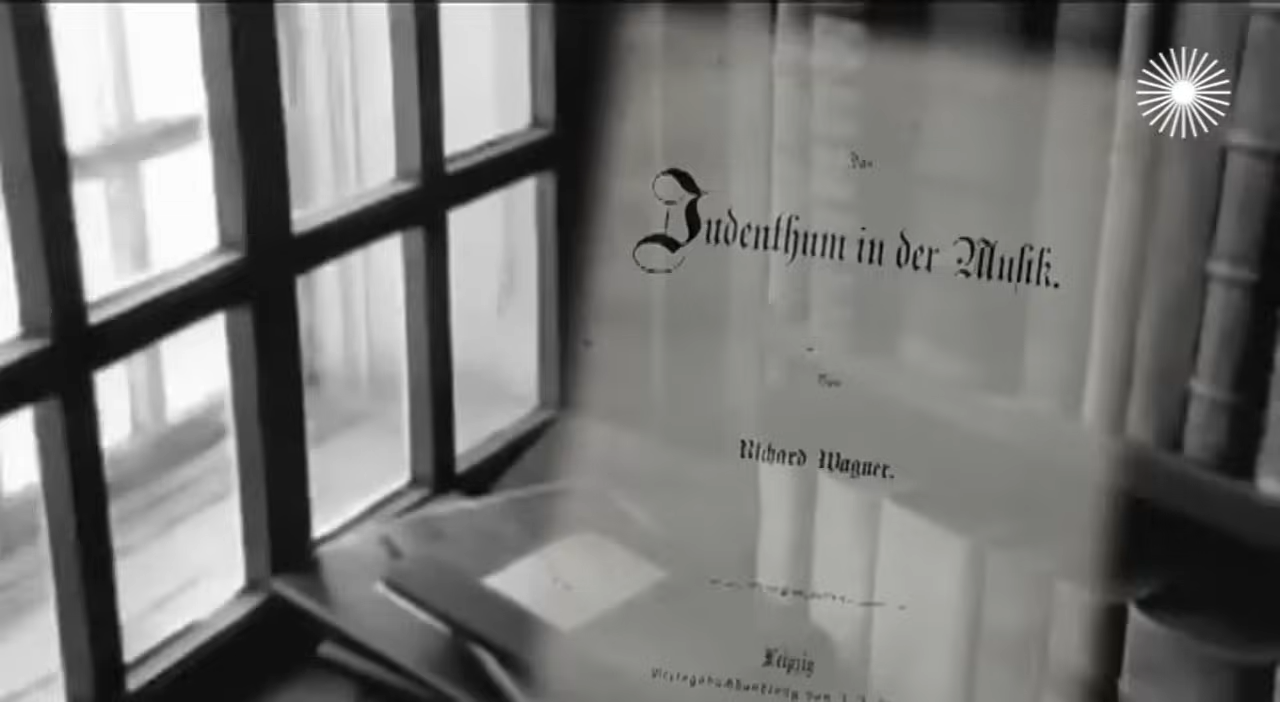 Das
Judenthum in der Musik.
Von
Richard Wagner.
Leipzig